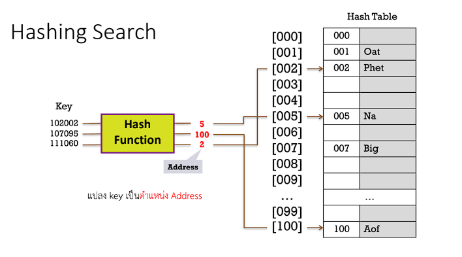 Hashing Search
Hash Table
Key
102002
107095
111060
Hash
Function
5
100
2
Address
แปลง key เป็นตำแหน่ง Address
[000]
[001]
[002]
[003]
[004]
[005]
[006]
[007]
[008]
[009]
...
[099]
[100]
000
001 Oat
002 Phet
005 Na
007 Big
...
100 Aof